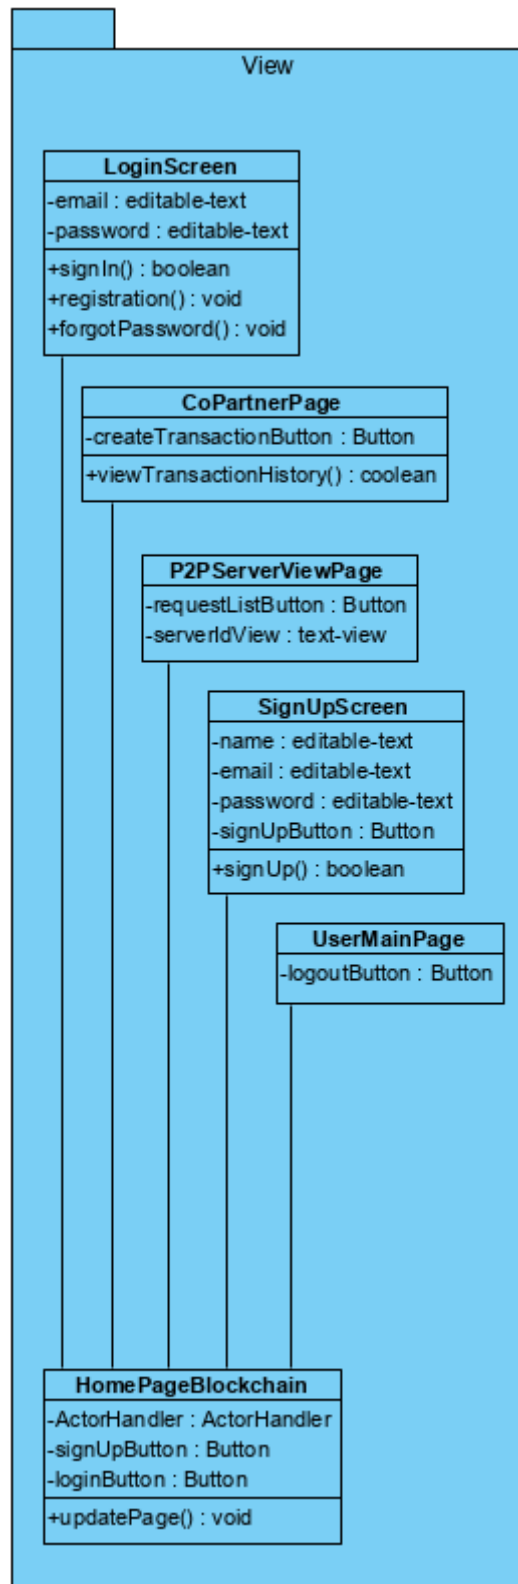 View
LoginScreen
-email : editable-text
-password : editable-text
+signIn() : boolean
+registration() : void
+forgotPassword() : void
CoPartnerPage
-createTransactionButton : Button
+viewTransactionHistory() : coolean
P2PServerViewPage
-requestListButton : Button
-serverIdView : text-view
SignUpScreen
-name : editable-text
-email : editable-text
-password : editable-text
-signUpButton : Button
+signUp() : boolean
UserMainPage
-logoutButton : Button
HomePageBlockchain
-ActorHandler : ActorHandler
-signUpButton : Button
-loginButton : Button
+updatePage() : void